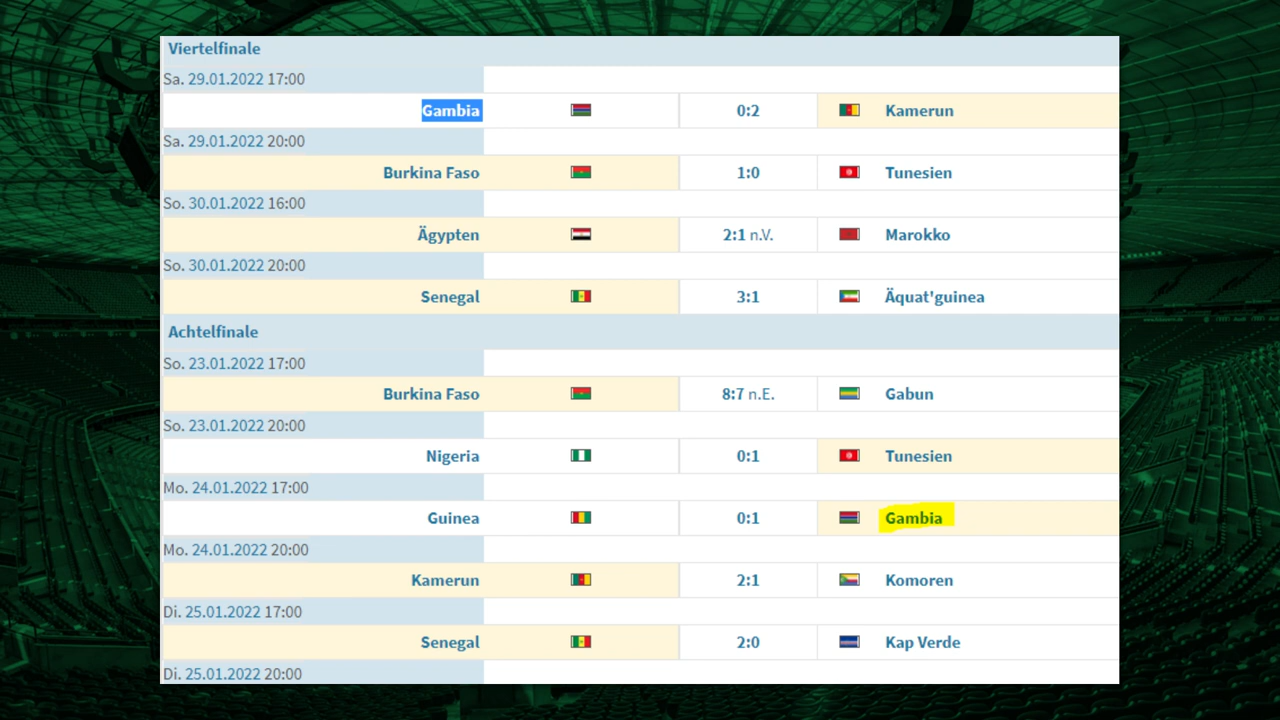 Viertelfinale
Sa. 29.01.2022 17:00
Gambia 0:2 Kamerun
Sa. 29.01.2022 20:00
Burkina Faso 1:0 Tunesien
So. 30.01.2022 16:00
Ägypten 2:1 n.V. Marokko
So. 30.01.2022 20:00
Senegal 3:1 Äquat'guinea
Achtelfinale
So. 23.01.2022 17:00
Burkina Faso 8:7 n.E. Gabun
So. 23.01.2022 20:00
Nigeria 0:1 Tunesien
Mo. 24.01.2022 17:00
Guinea 0:1 Gambia
Mo. 24.01.2022 20:00
Kamerun 2:1 Komoren
Di. 25.01.2022 17:00
Senegal 2:0 Kap Verde
Di. 25.01.2022 20:00